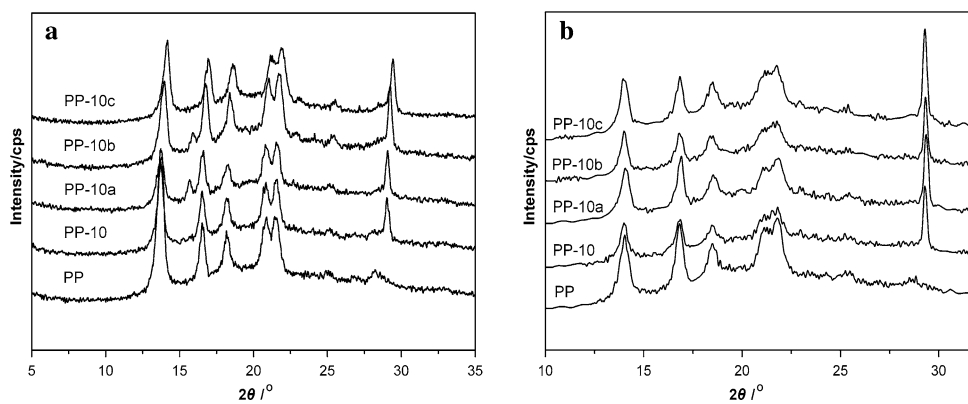 a
PP-10c
PP-10b
PP-10a
PP-10
PP
Intensity/cps
5 10 15 20 25 30 35
2θ /°
b
PP-10c
PP-10b
PP-10a
PP-10
PP
Intensity/cps
10 15 20 25 30
2θ /°